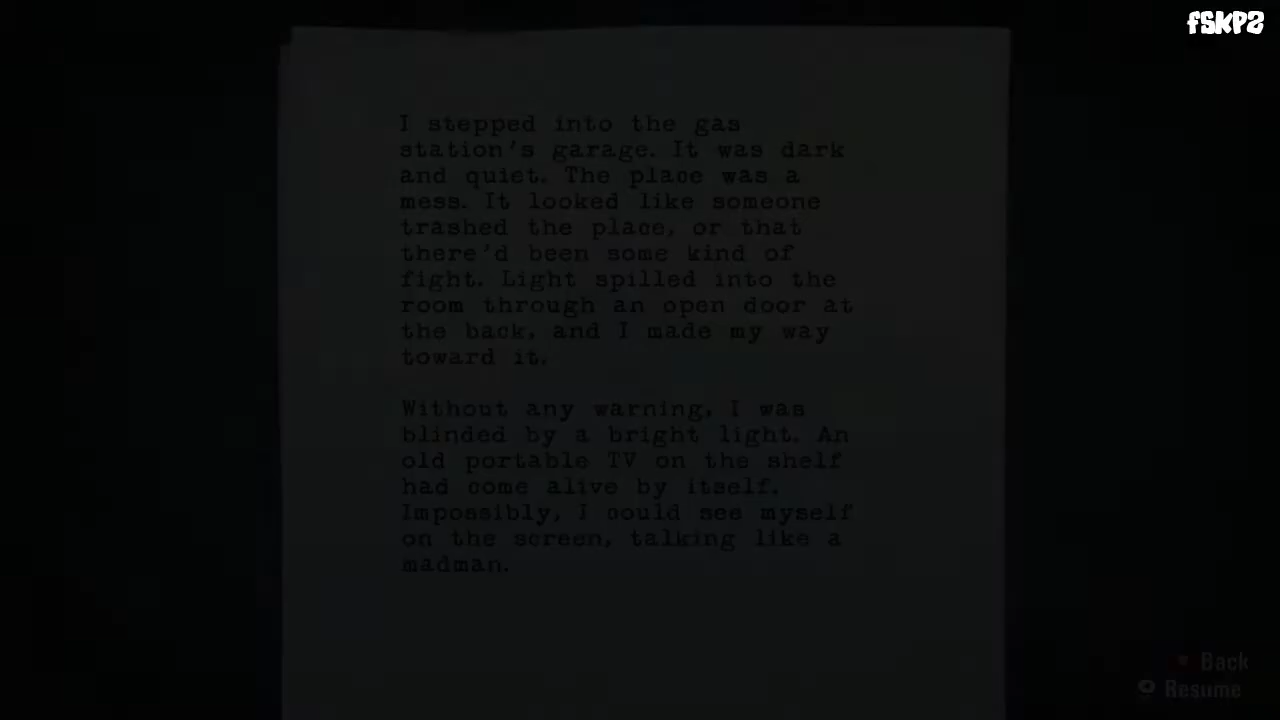 fSKPZ
I stepped into the gas
station's garage. It was dark
and quiet. The place was a
mess. It looked like someone
trashed the place, or that
there'd been some kind of
fight. Light spilled into the
room through an open door at
the back, and I made my way
toward it.
Without any warning, I was
blinded by a bright light. An
old portable TV on the shelf
had come alive by itself.
Impossibly, I could see myself
on the screen, talking like a
madman.
Back
Resume